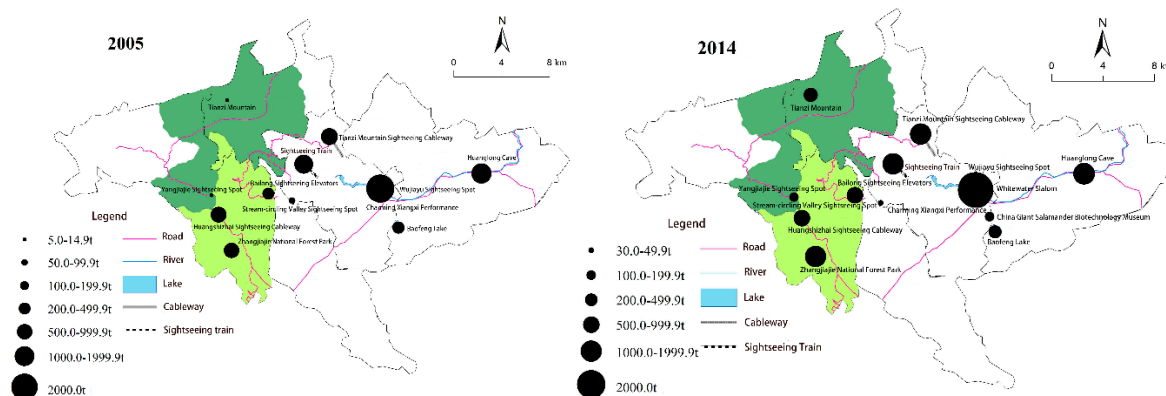 2005
N
0 4 8 km
Tianzi Mountain
Tianzi Mountain Sightseeing Cableway
Sightseeing Train
Huanglong Cave
Yangjiajie Sightseeing Spot
Bailong Sightseeing Elevators
Wujiayu Sightseeing Spot
Stream-circling Valley Sightseeing Spot
Charming Xiangxi Performance
Huangshizhai Sightseeing Cableway
Baofeng Lake
Zhangjiajin National Forest Park
Legend
5.0-14.9t
50.0-99.9t
100.0-199.9t
200.0-499.9t
500.0-999.9t
1000.0-1999.9t
2000.0t
Road
River
Lake
Cableway
Sightseeing train
2014
N
0 4 8 km
Tianzi Mountain
Tianzi Mountain Sightseeing Cableway
Sightseeing Train
Wujiayu Sightseeing Spot
Huanglong Cave
Yangjiajie Sightseeing Spot
Bailong Sightseeing Elevators
Whitewater Slalom
Stream-circling Valley Sightseeing Spot
Charming Xiangxi Performance
China Giant Salamander Biotechnology Museum
Huangshizhai Sightseeing Cableway
Baofeng Lake
Zhangjiajin National Forest Park
Legend
30.0-49.9t
100.0-199.9t
200.0-499.9t
500.0-999.9t
1000.0-1999.9t
2000.0t
Road
River
Lake
Cableway
Sightseeing Train